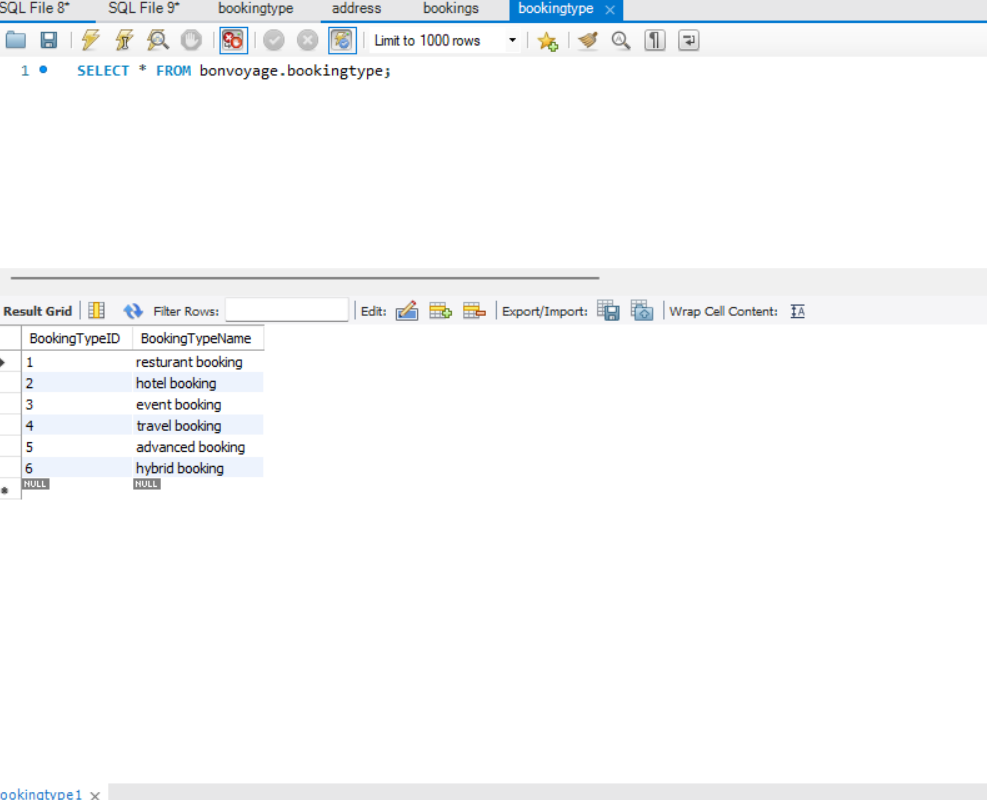 SQL File 8* SQL File 9* bookingtype address bookings bookingtype
Limit to 1000 rows
1 SELECT * FROM bonvoyage.bookingtype;
Result Grid Filter Rows: Edit: Export/Import: Wrap Cell Content:
BookingTypeID BookingTypeName
1 resturant booking
2 hotel booking
3 event booking
4 travel booking
5 advanced booking
6 hybrid booking
NULL NULL
ookingtype1